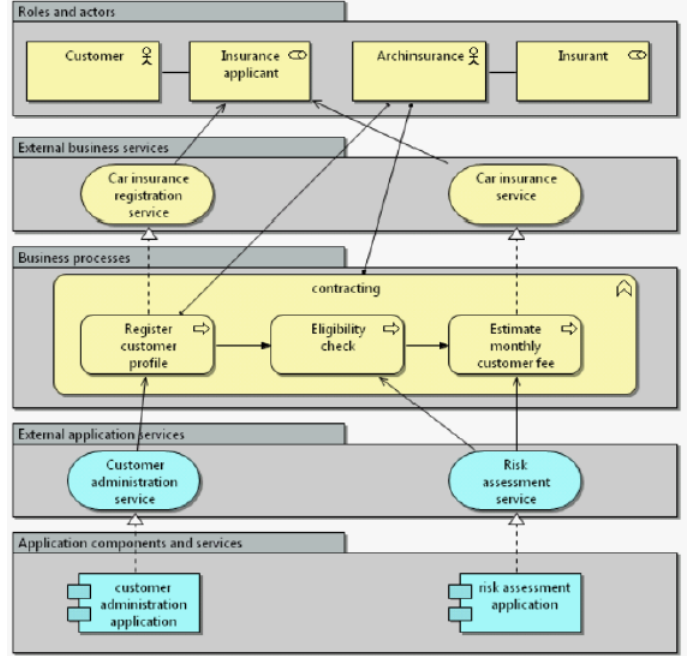 Roles and actors
Customer
Insurance
applicant
Archinsurance
Insurant
External business services
Car insurance
registration
service
Car insurance
service
Business processes
contracting
Register
customer
profile
Eligibility
check
Estimate
monthly
customer fee
External application services
Customer
administration
service
Risk
assessment
service
Application components and services
customer
administration
application
risk assessment
application